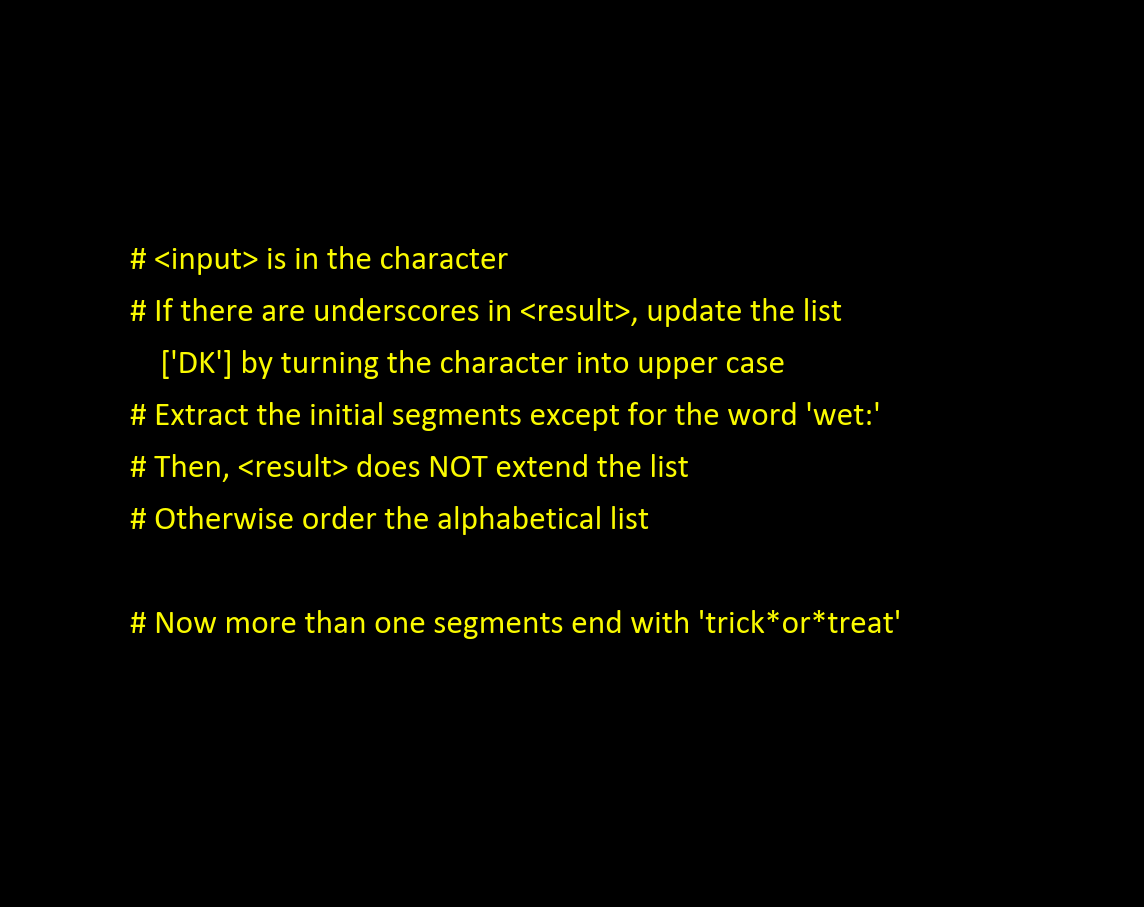 # <input> is in the character
# If there are underscores in <result>, update the list
['DK'] by turning the character into upper case
# Extract the initial segments except for the word 'wet:'
# Then, <result> does NOT extend the list
# Otherwise order the alphabetical list
# Now more than one segments end with 'trick*or*treat'